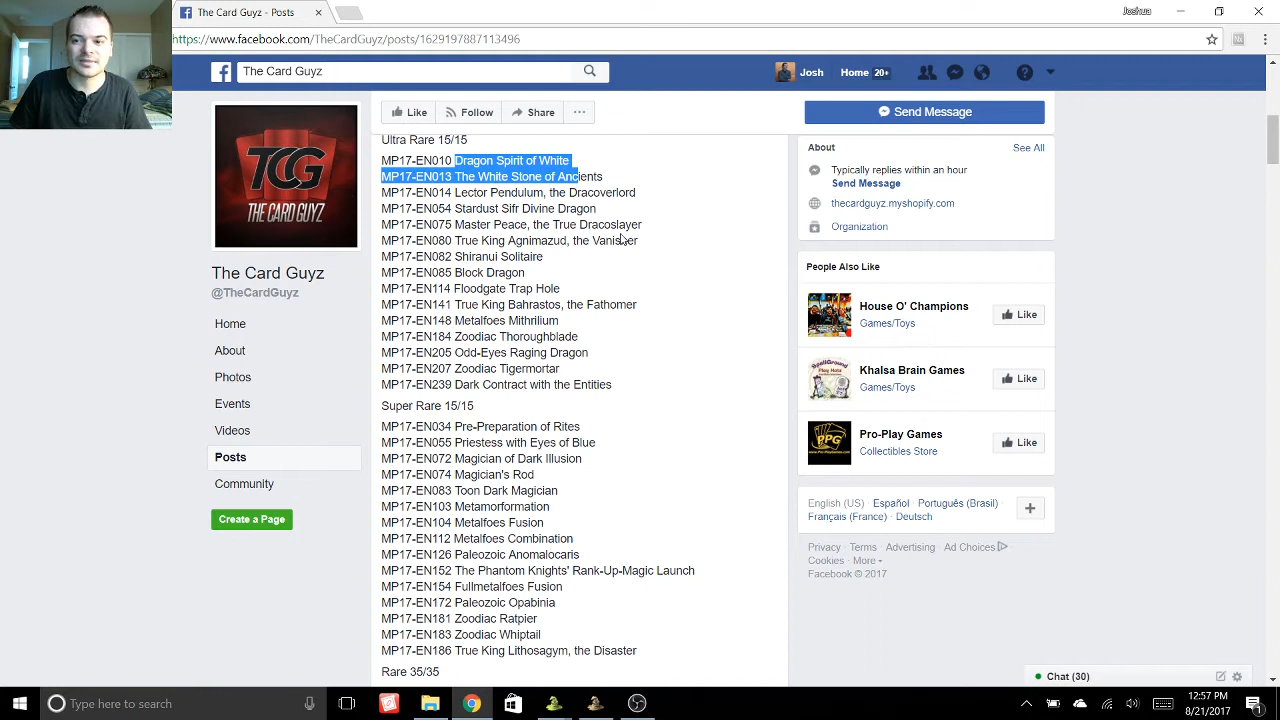 The Card Guyz - Posts
Joshua
https://www.facebook.com/TheCardGuyz/posts/1629197887113496
The Card Guyz
Josh
Home 20+
Like
Follow
Share
Send Message
TCG
THE CARD GUYZ
The Card Guyz
@TheCardGuyz
Home
About
Photos
Events
Videos
Posts
Community
Create a Page
Ultra Rare 15/15
MP17-EN010 Dragon Spirit of White
MP17-EN013 The White Stone of Ancients
MP17-EN014 Lector Pendulum, the Dracoverlord
MP17-EN054 Stardust Sifr Divine Dragon
MP17-EN075 Master Peace, the True Dracoslayer
MP17-EN080 True King Agnimazud, the Vanisher
MP17-EN082 Shiranui Solitaire
MP17-EN085 Block Dragon
MP17-EN114 Floodgate Trap Hole
MP17-EN141 True King Bahrastos, the Fathomer
MP17-EN148 Metalfoes Mithrilium
MP17-EN184 Zoodiac Thoroughblade
MP17-EN205 Odd-Eyes Raging Dragon
MP17-EN207 Zoodiac Tigermortar
MP17-EN239 Dark Contract with the Entities
Super Rare 15/15
MP17-EN034 Pre-Preparation of Rites
MP17-EN055 Priestess with Eyes of Blue
MP17-EN072 Magician of Dark Illusion
MP17-EN074 Magician's Rod
MP17-EN083 Toon Dark Magician
MP17-EN103 Metamorformation
MP17-EN104 Metalfoes Fusion
MP17-EN112 Metalfoes Combination
MP17-EN126 Paleozoic Anomalocaris
MP17-EN152 The Phantom Knights' Rank-Up-Magic Launch
MP17-EN154 Fullmetalfoes Fusion
MP17-EN172 Paleozoic Opabinia
MP17-EN181 Zoodiac Ratpier
MP17-EN183 Zoodiac Whiptail
MP17-EN186 True King Lithosagym, the Disaster
Rare 35/35
About
See All
Typically replies within an hour
Send Message
thecardguyz.myshopify.com
Organization
People Also Like
House O' Champions
Games/Toys
Like
Khalsa Brain Games
Games/Toys
Like
PPG
Pro-Play Games
Collectibles Store
Like
English (US) · Español · Português (Brasil) ·
Français (France) · Deutsch
Privacy · Terms · Advertising · Ad Choices
Cookies · More
Facebook © 2017
Chat (30)
Type here to search
12:57 PM
8/21/2017